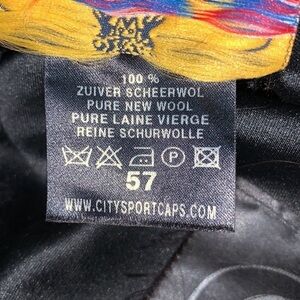 100 %
ZUIVER SCHEERWOL
PURE NEW WOOL
PURE LAINE VIERGE
REINE SCHURWOLLE
P
57
WWW.CITYSPORTCAPS.COM